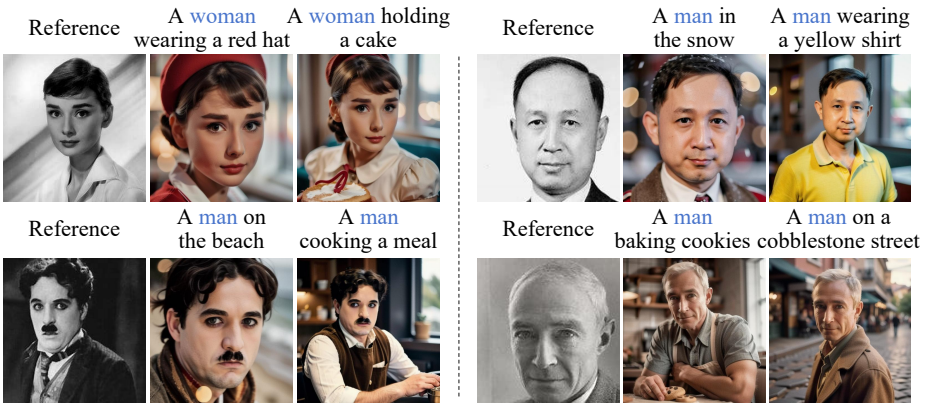 Reference
A woman
wearing a red hat
A woman holding
a cake
Reference
A man in
the snow
A man wearing
a yellow shirt
Reference
A man on
the beach
A man
cooking a meal
Reference
A man
baking cookies
A man on a
cobblestone street